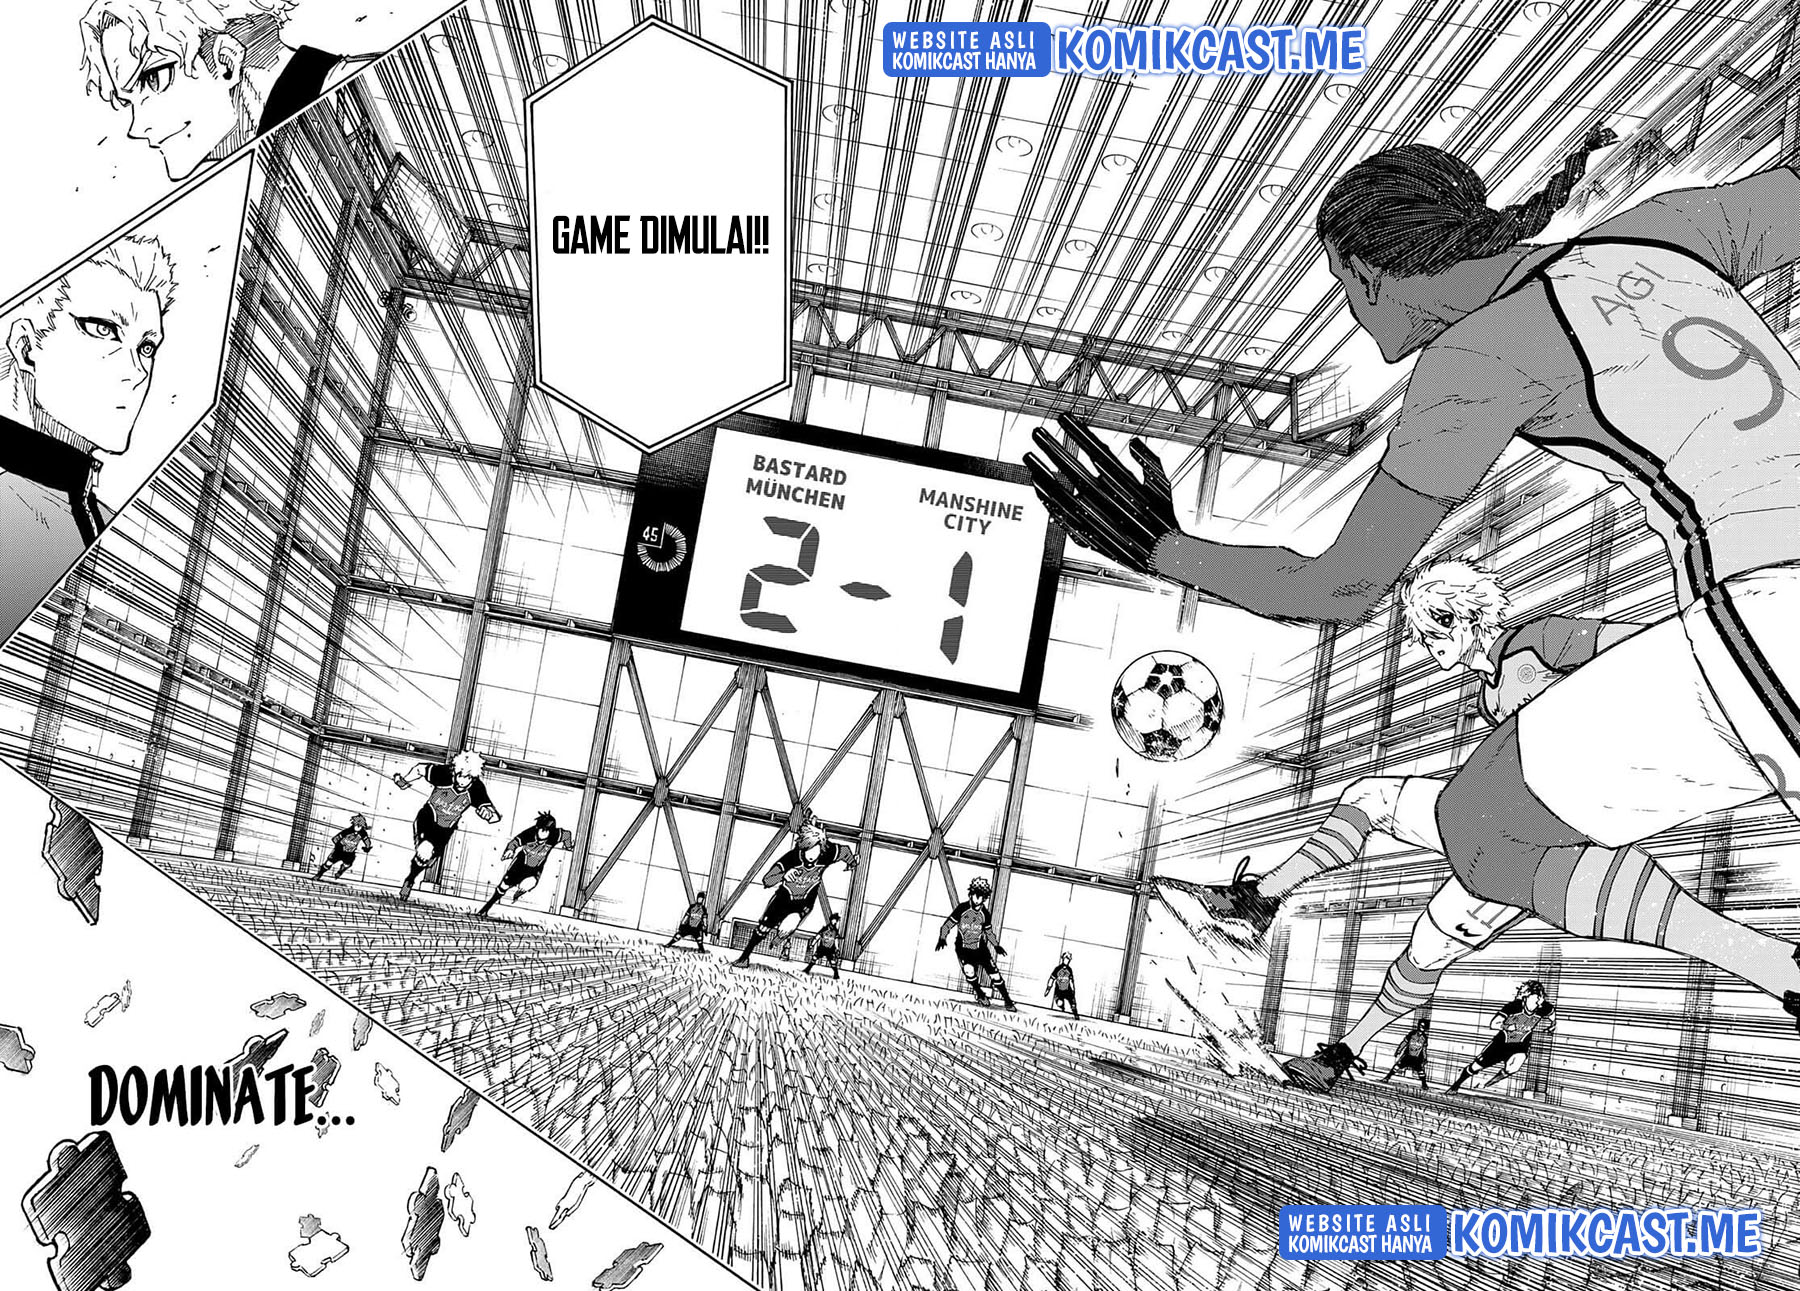 WEBSITE ASLI
KOMIKCAST HANYA
KOMIKCAST.ME
GAME DIMULAI!!
AGI
9
BASTARD
MÜNCHEN
MANSHINE
CITY
45
2 - 1
11
DOMINATE...
WEBSITE ASLI
KOMIKCAST HANYA
KOMIKCAST.ME